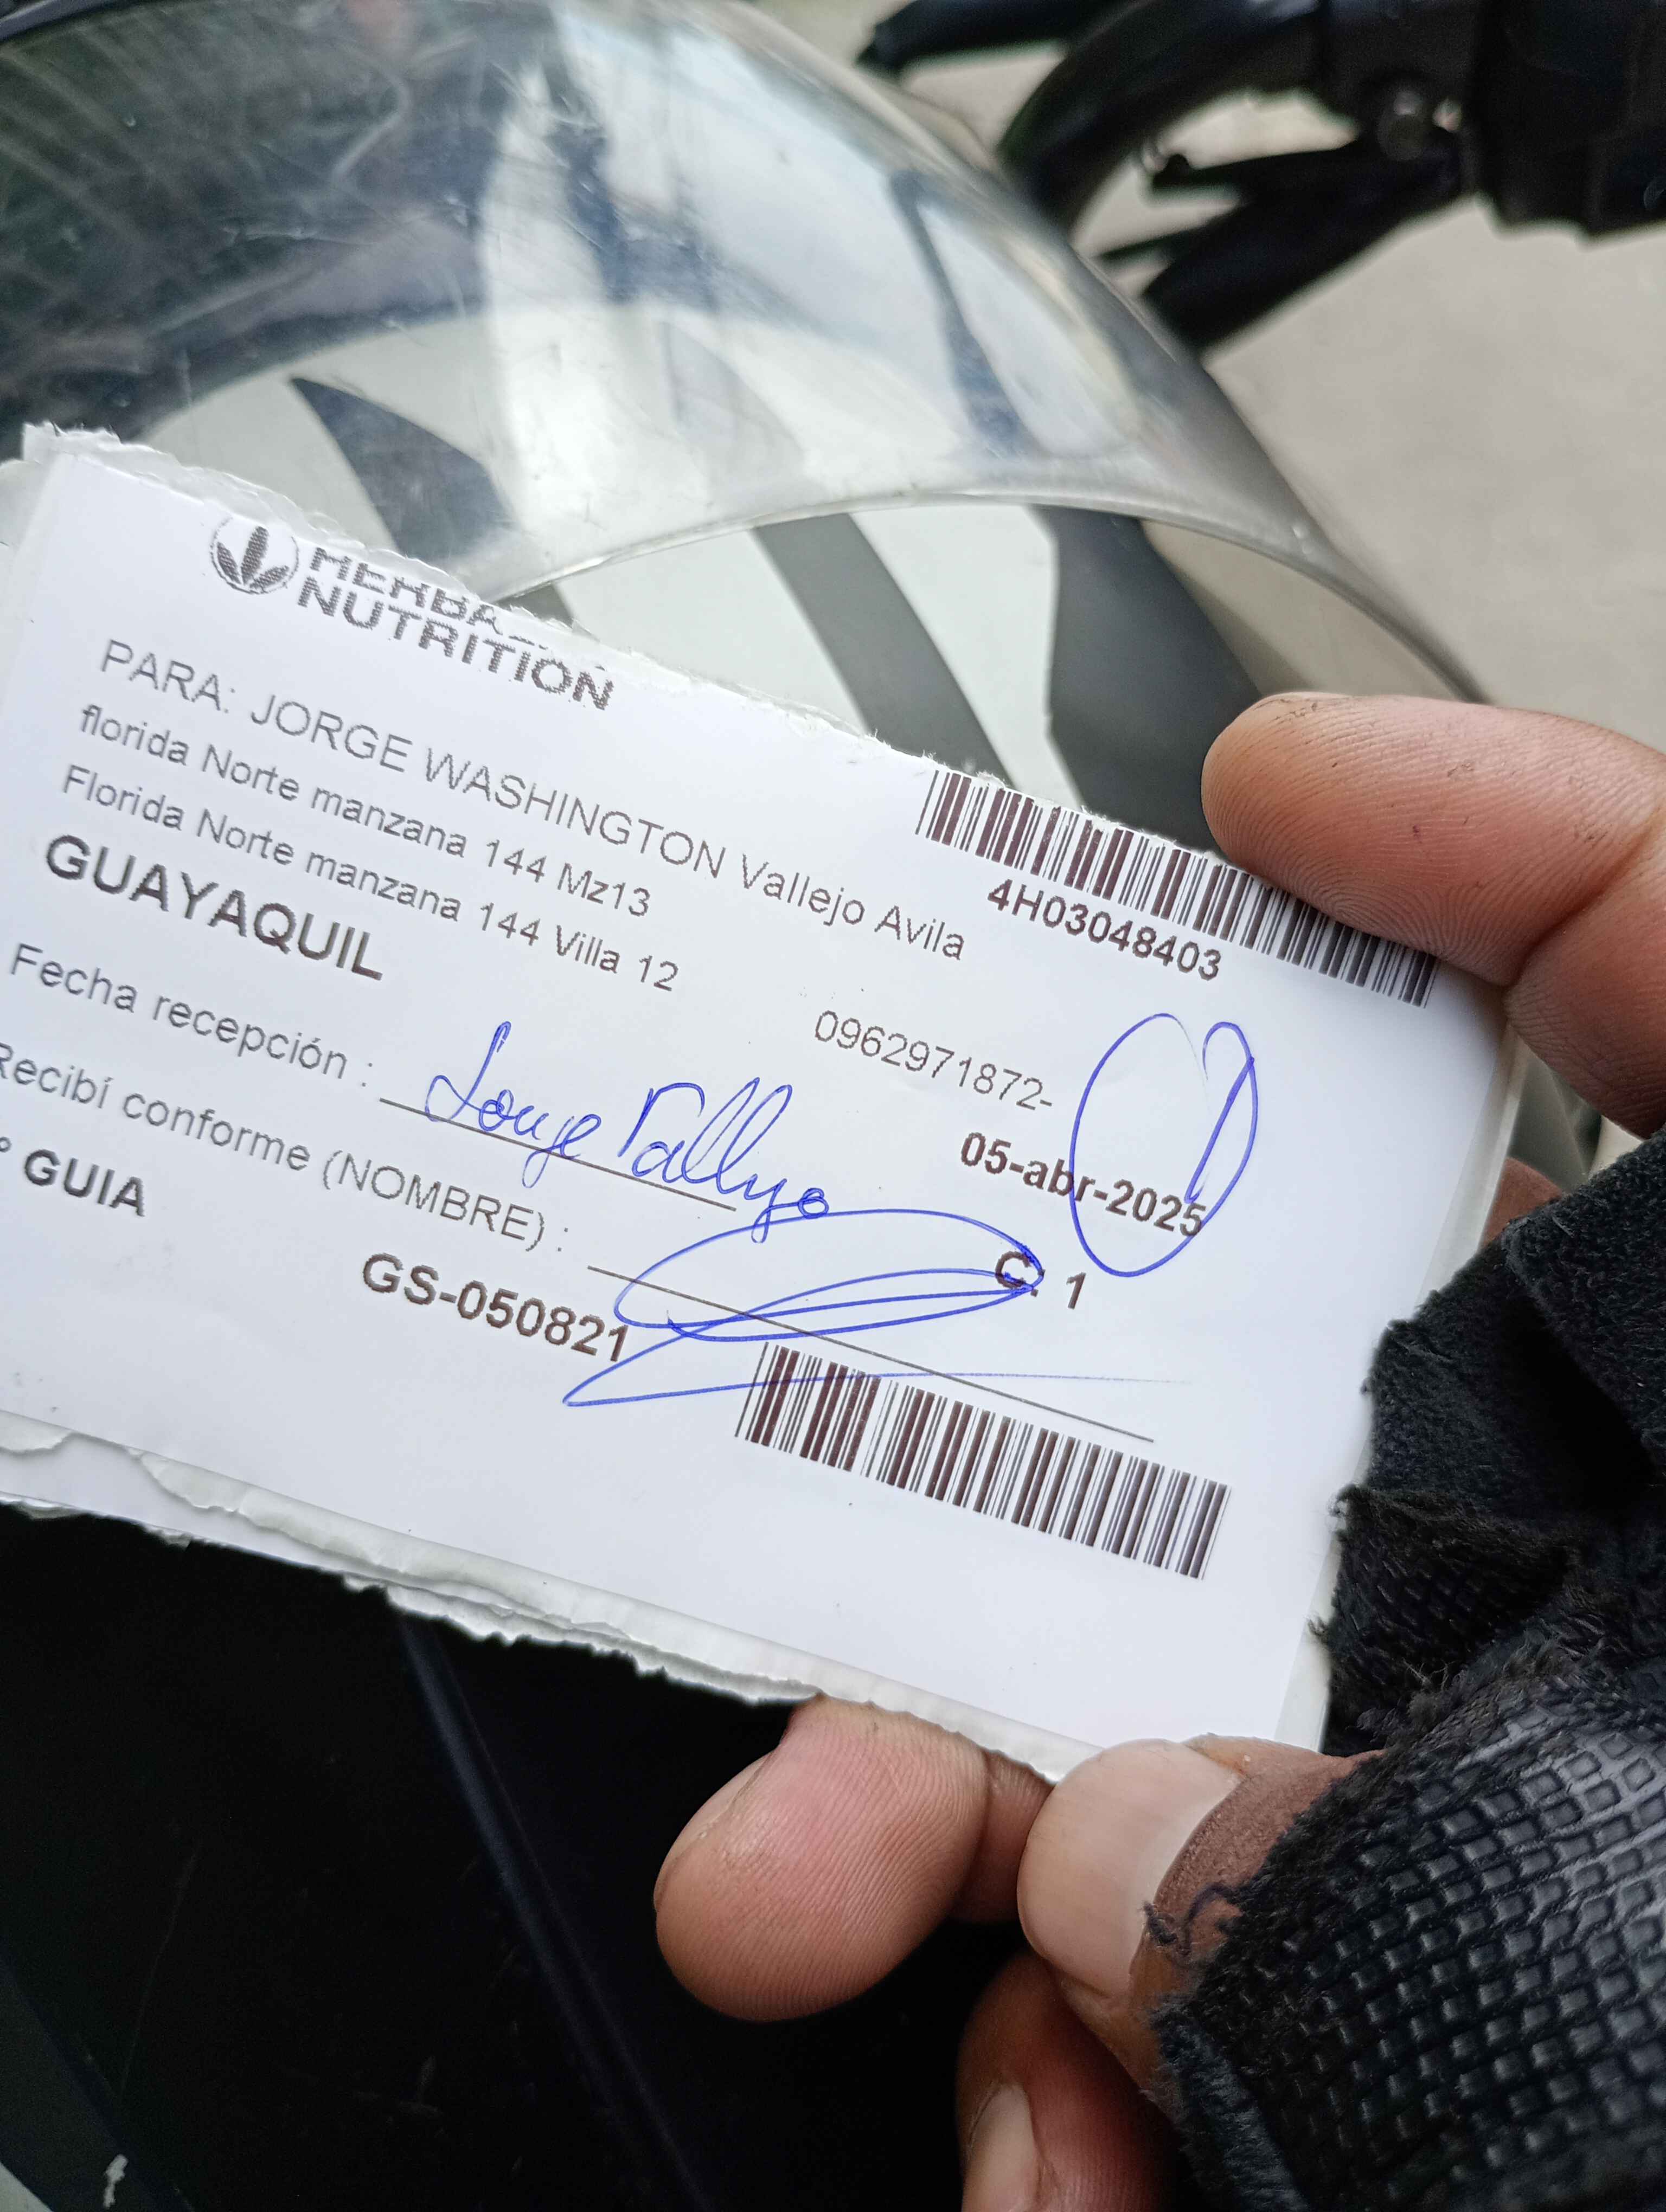 NUTRITION
PARA: JORGE WASHINGTON Vallejo Avila
florida Norte manzana 144 Mz13
Florida Norte manzana 144 Villa 12
GUAYAQUIL
4H03048403
0962971872-
Fecha recepción :
Jorge Vallejo
05-abr-2025
Recibí conforme (NOMBRE) :
C: 1
° GUIA
GS-050821